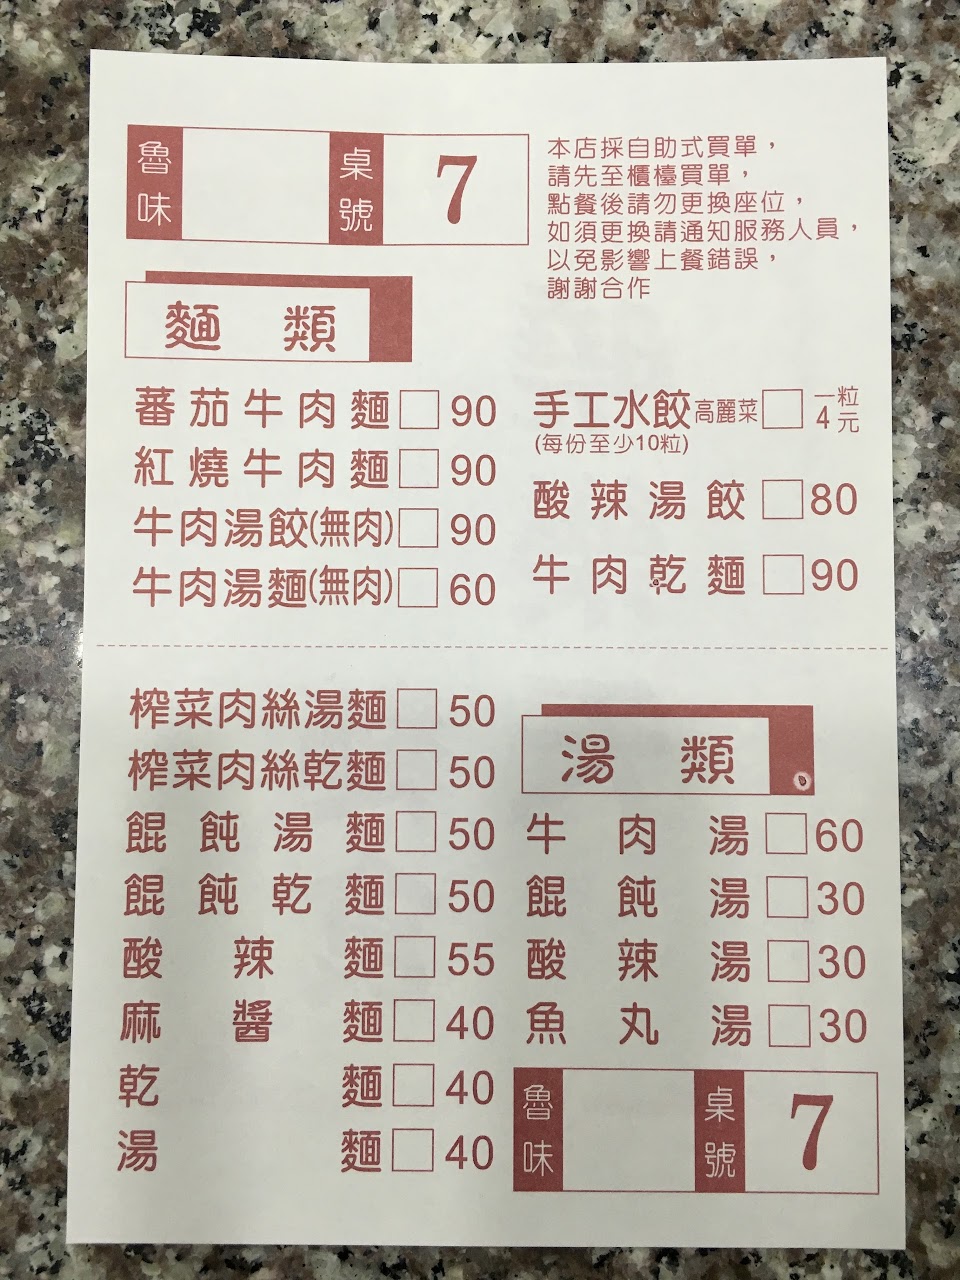 魯味 桌號 7
本店採自助式買單，
請先至櫃檯買單，
點餐後請勿更換座位，
如須更換請通知服務人員，
以免影響上餐錯誤，
謝謝合作
麵 類
蕃茄牛肉麵□90
紅燒牛肉麵□90
牛肉湯餃(無肉)□90
牛肉湯麵(無肉)□60
手工水餃高麗菜□一粒4元
(每份至少10粒)
酸辣湯餃□80
牛肉乾麵□90
榨菜肉絲湯麵□50
榨菜肉絲乾麵□50
餛飩湯麵□50
餛飩乾麵□50
酸辣麵□55
麻醬麵□40
乾麵□40
湯麵□40
湯 類
牛肉湯□60
餛飩湯□30
酸辣湯□30
魚丸湯□30
魯味 桌號 7